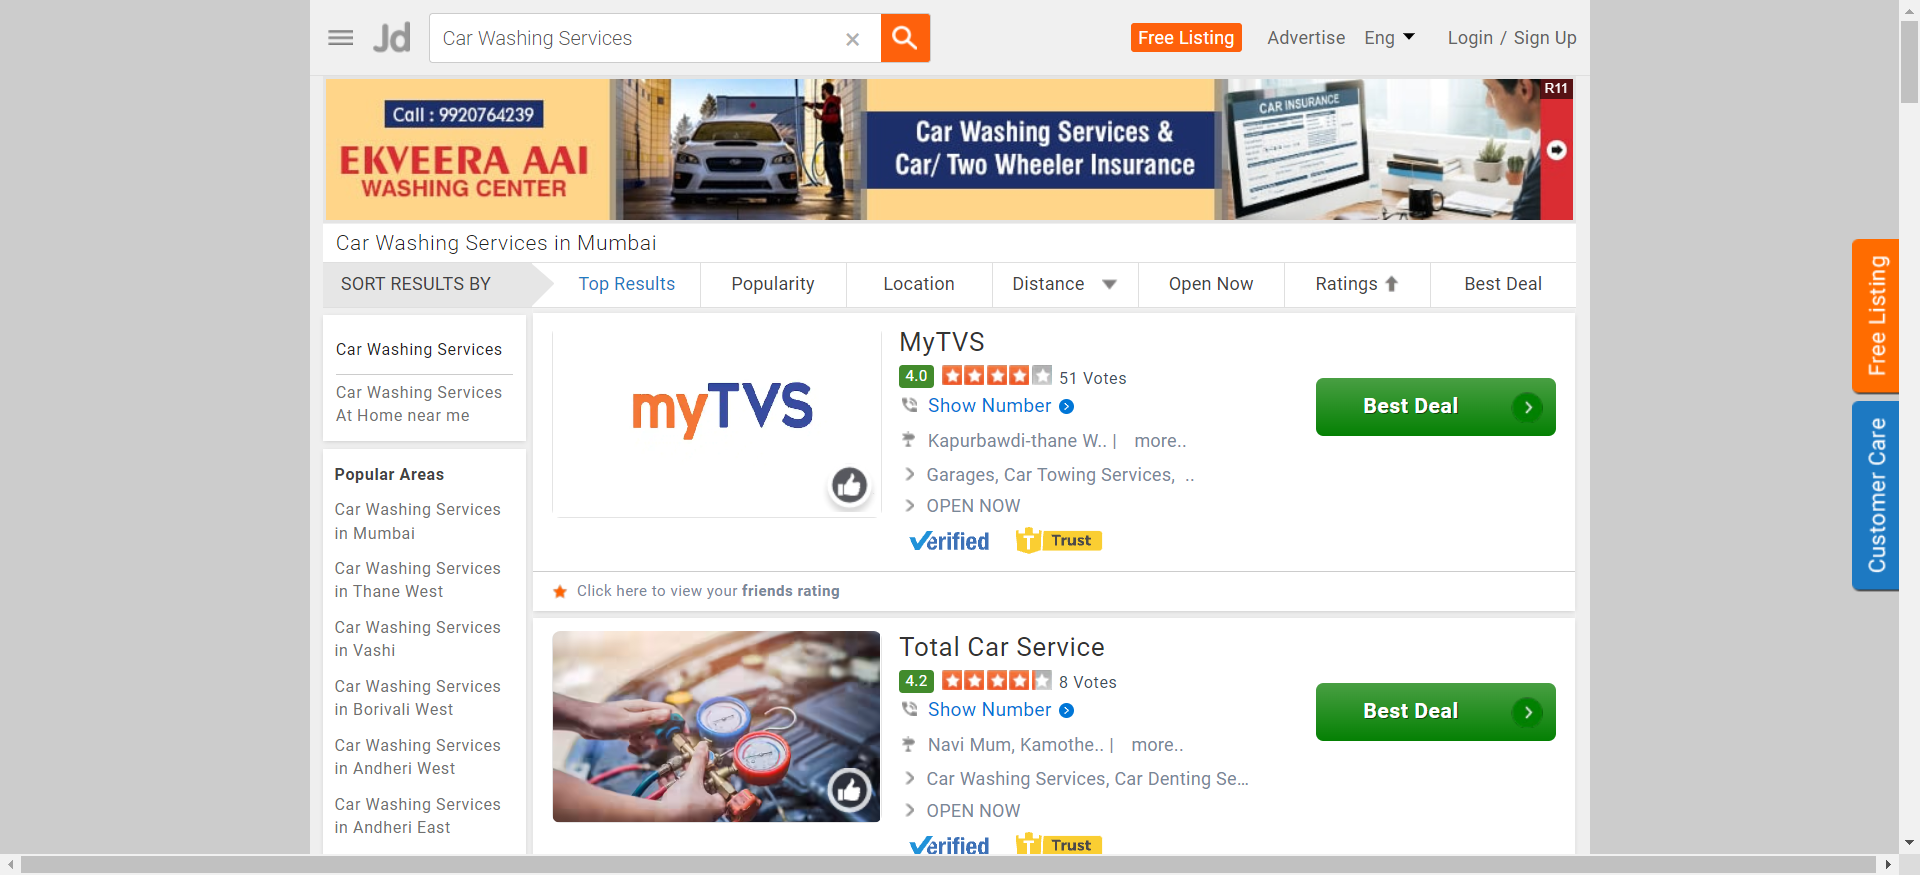 Jd
Car Washing Services
Free Listing
Advertise
Eng
Login / Sign Up
Call : 9920764239
EKVEERA AAI
WASHING CENTER
Car Washing Services &
Car/ Two Wheeler Insurance
CAR INSURANCE
R11
Car Washing Services in Mumbai
SORT RESULTS BY
Top Results
Popularity
Location
Distance
Open Now
Ratings
Best Deal
Car Washing Services
Car Washing Services
At Home near me
Popular Areas
Car Washing Services
in Mumbai
Car Washing Services
in Thane West
Car Washing Services
in Vashi
Car Washing Services
in Borivali West
Car Washing Services
in Andheri West
Car Washing Services
in Andheri East
myTVS
MyTVS
4.0
51 Votes
Show Number
Kapurbawdi-thane W.. | more..
Garages, Car Towing Services, ..
OPEN NOW
Verified
T Trust
Best Deal
Click here to view your friends rating
Total Car Service
4.2
8 Votes
Show Number
Navi Mum, Kamothe.. | more..
Car Washing Services, Car Denting Se...
OPEN NOW
Verified
T Trust
Best Deal
Free Listing
Customer Care